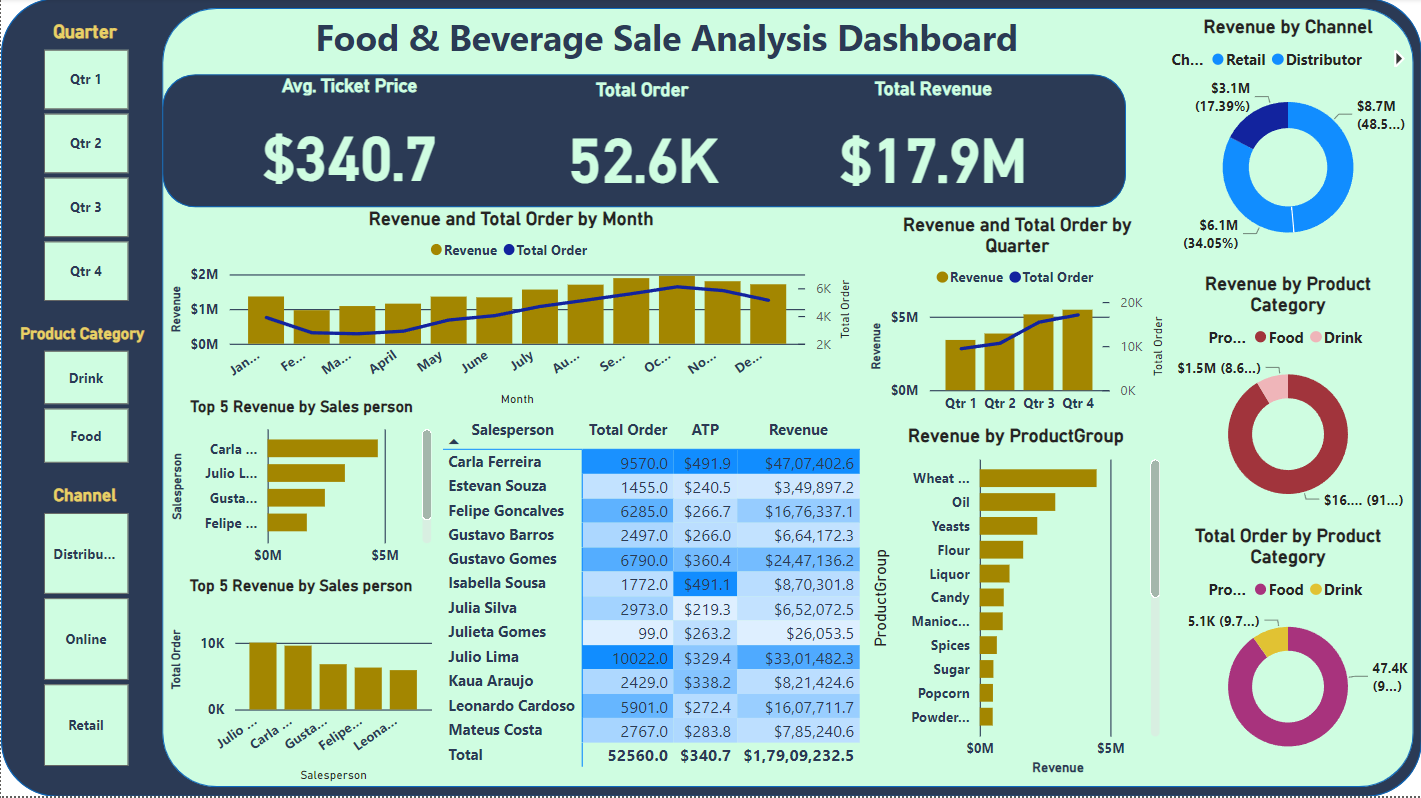 Quarter
Qtr 1
Qtr 2
Qtr 3
Qtr 4
Product Category
Drink
Food
Channel
Distribu...
Online
Retail
Food & Beverage Sale Analysis Dashboard
Avg. Ticket Price
$340.7
Total Order
52.6K
Total Revenue
$17.9M
Revenue and Total Order by Month
Revenue Total Order
Revenue
$2M
$1M
$0M
6K
4K
2K
Total Order
Jan... Fe... Ma... April May June July Au... Se... Oc... No... De...
Month
Revenue and Total Order by
Quarter
Revenue Total Order
Revenue
$5M
$0M
20K
10K
0K
Total Order
Qtr 1 Qtr 2 Qtr 3 Qtr 4
Top 5 Revenue by Sales person
Salesperson
Carla ...
Julio L...
Gusta...
Felipe ...
$0M $5M
Top 5 Revenue by Sales person
Total Order
10K
0K
Julio ... Carla ... Gusta... Felipe... Leona...
Salesperson
Salesperson Total Order ATP Revenue
Carla Ferreira 9570.0 $491.9 $47,07,402.6
Estevan Souza 1455.0 $240.5 $3,49,897.2
Felipe Goncalves 6285.0 $266.7 $16,76,337.1
Gustavo Barros 2497.0 $266.0 $6,64,172.3
Gustavo Gomes 6790.0 $360.4 $24,47,136.2
Isabella Sousa 1772.0 $491.1 $8,70,301.8
Julia Silva 2973.0 $219.3 $6,52,072.5
Julieta Gomes 99.0 $263.2 $26,053.5
Julio Lima 10022.0 $329.4 $33,01,482.3
Kaua Araujo 2429.0 $338.2 $8,21,424.6
Leonardo Cardoso 5901.0 $272.4 $16,07,711.7
Mateus Costa 2767.0 $283.8 $7,85,240.6
Total 52560.0 $340.7 $1,79,09,232.5
Revenue by ProductGroup
ProductGroup
Wheat ...
Oil
Yeasts
Flour
Liquor
Candy
Manioc...
Spices
Sugar
Popcorn
Powder...
$0M $5M
Revenue
Revenue by Channel
Ch... Retail Distributor
$3.1M
(17.39%)
$8.7M
(48.5...)
$6.1M
(34.05%)
Revenue by Product
Category
Pro... Food Drink
$1.5M (8.6...)
$16.... (91...)
Total Order by Product
Category
Pro... Food Drink
5.1K (9.7...)
47.4K
(9...)